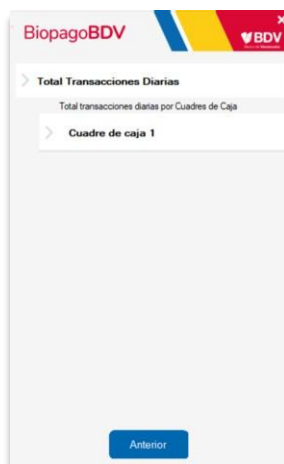 BiopagoBDV
BDV
Total Transacciones Diarias
Total transacciones diarias por Cuadres de Caja
Cuadre de caja 1
Anterior